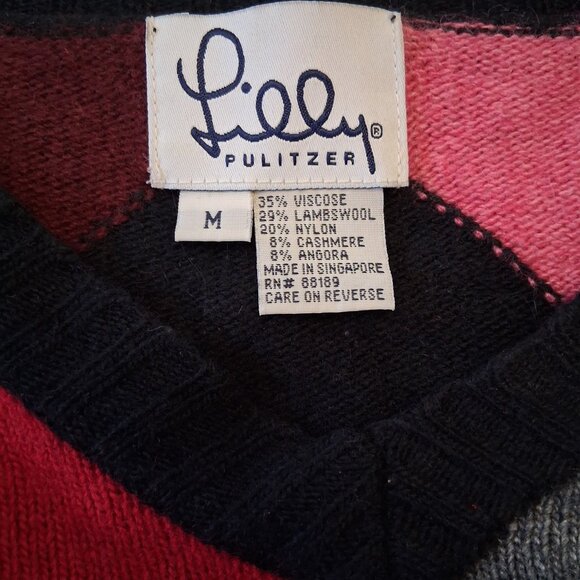 Lilly®
PULITZER
M
35% VISCOSE
29% LAMBSWOOL
20% NYLON
8% CASHMERE
8% ANGORA
MADE IN SINGAPORE
RN# 88189
CARE ON REVERSE